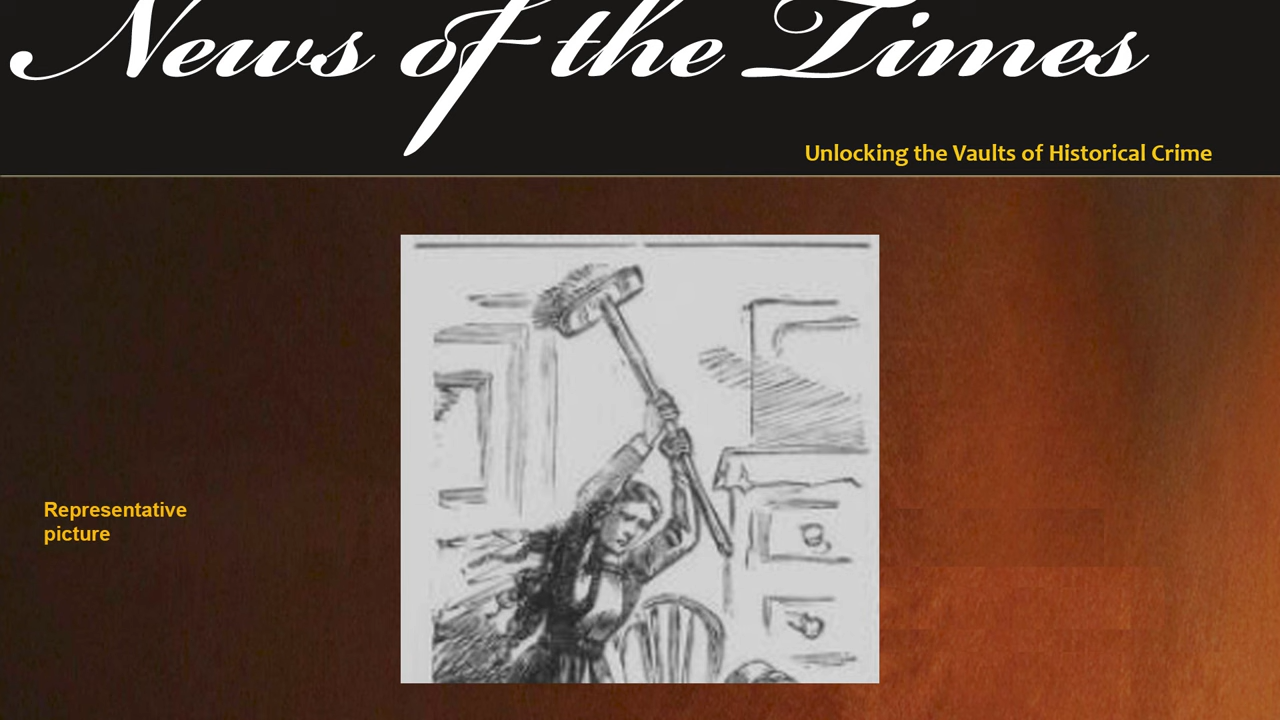 News of the Times
Unlocking the Vaults of Historical Crime
Representative
picture